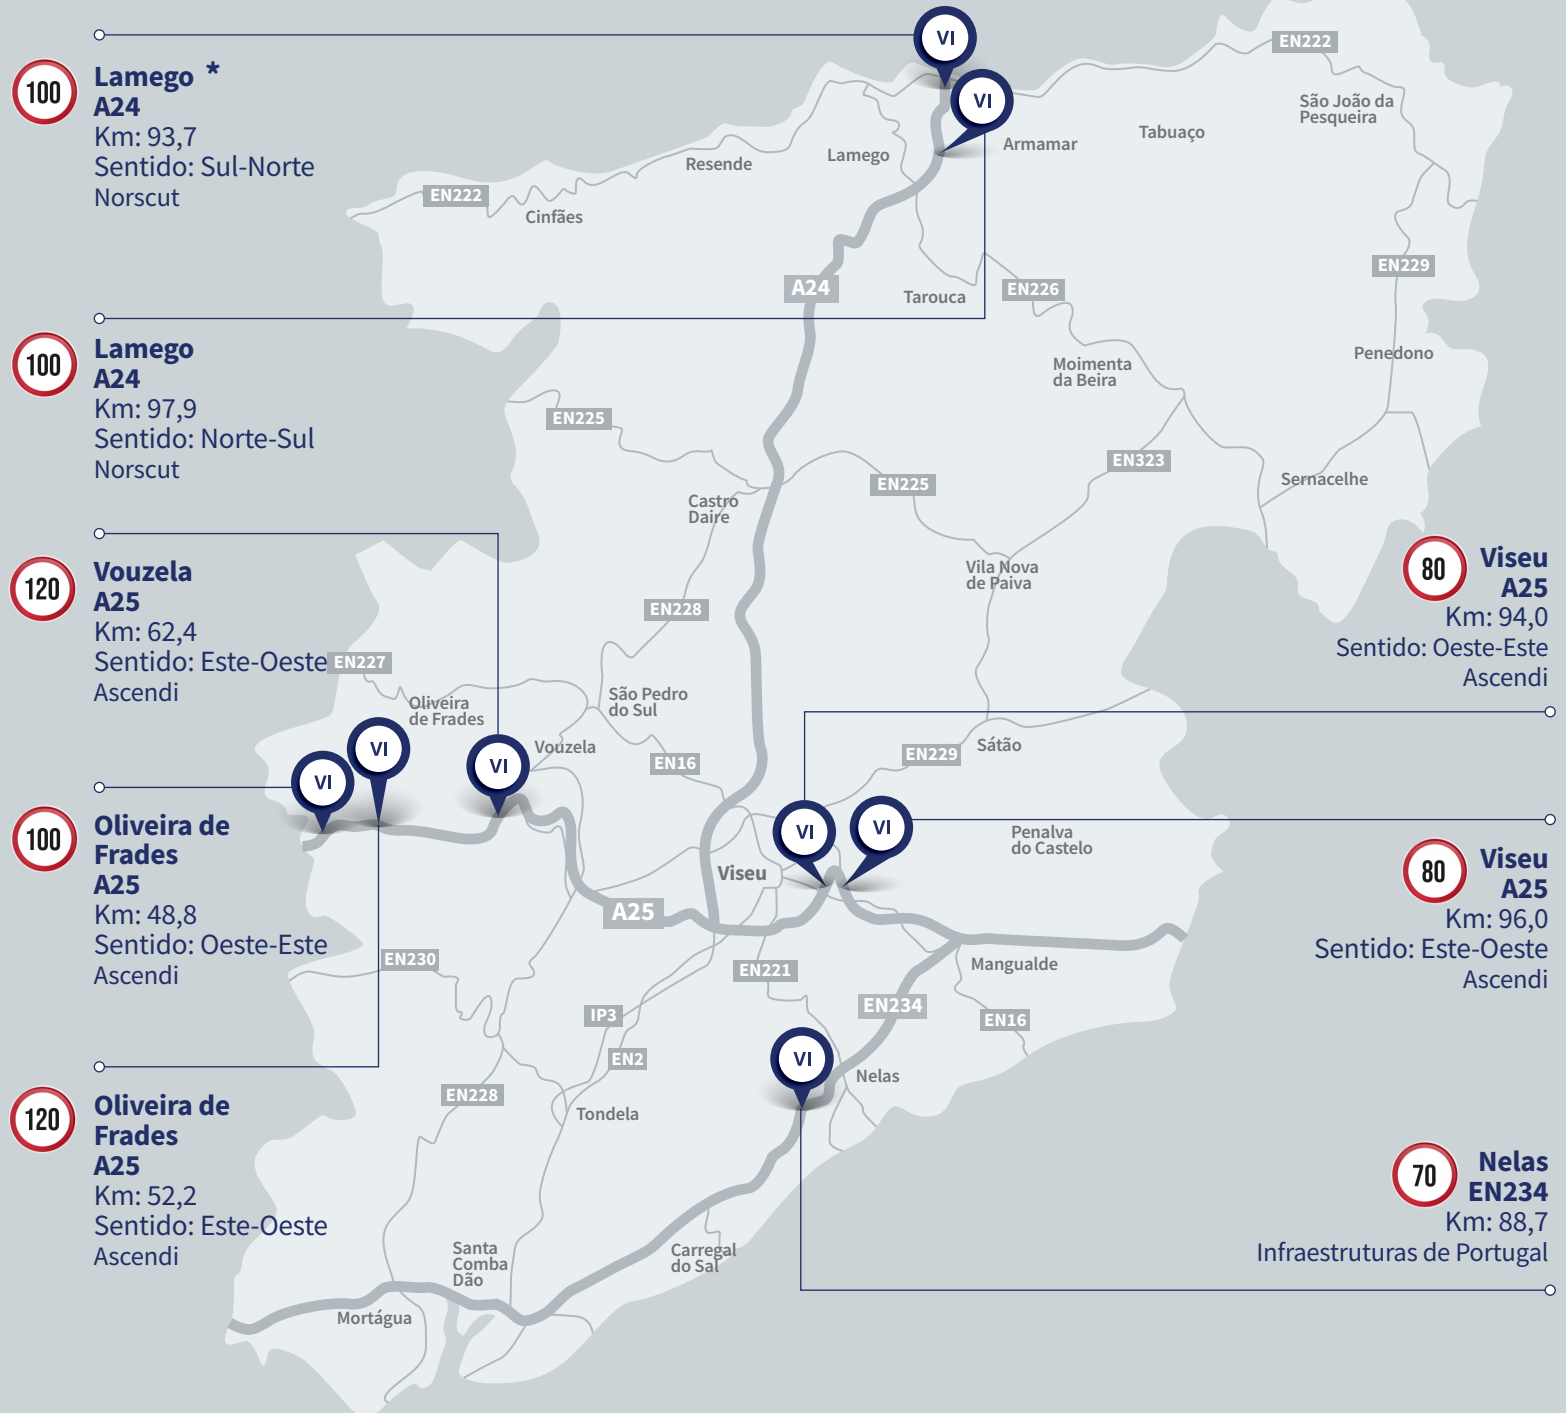 VI
VI
EN222
100
Lamego *
A24
Km: 93,7
Sentido: Sul-Norte
Norscut
São João da
Pesqueira
Tabuaço
Armamar
Lamego
Resende
EN222
Cinfães
EN229
A24
Tarouca
EN226
100
Lamego
A24
Km: 97,9
Sentido: Norte-Sul
Norscut
Penedono
Moimenta
da Beira
EN225
EN323
Sernacelhe
EN225
Castro
Daire
120
Vouzela
A25
Km: 62,4
Sentido: Este-Oeste
Ascendi
Vila Nova
de Paiva
80
Viseu
A25
Km: 94,0
Sentido: Oeste-Este
Ascendi
EN228
EN227
Oliveira
de Frades
São Pedro
do Sul
Vouzela
EN16
EN229
Sátão
VI
VI
VI
VI
VI
100
Oliveira de
Frades
A25
Km: 48,8
Sentido: Oeste-Este
Ascendi
Penalva
do Castelo
80
Viseu
A25
Km: 96,0
Sentido: Este-Oeste
Ascendi
Viseu
A25
EN230
EN221
Mangualde
EN234
IP3
EN16
EN2
VI
Nelas
EN228
Tondela
120
Oliveira de
Frades
A25
Km: 52,2
Sentido: Este-Oeste
Ascendi
70
Nelas
EN234
Km: 88,7
Infraestruturas de Portugal
Santa
Comba
Dão
Carregal
do Sal
Mortágua